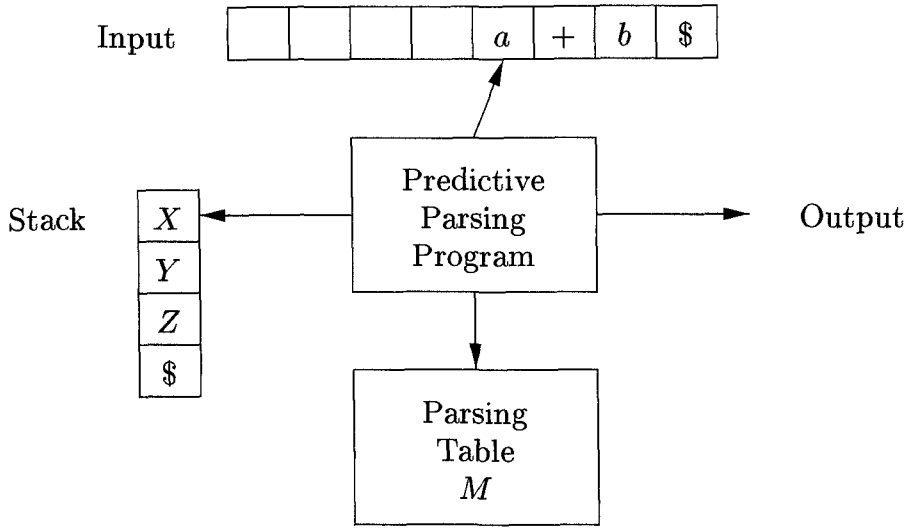 Input a + b $
Predictive
Parsing
Program
Stack X
Y
Z
$
Output
Parsing
Table
M